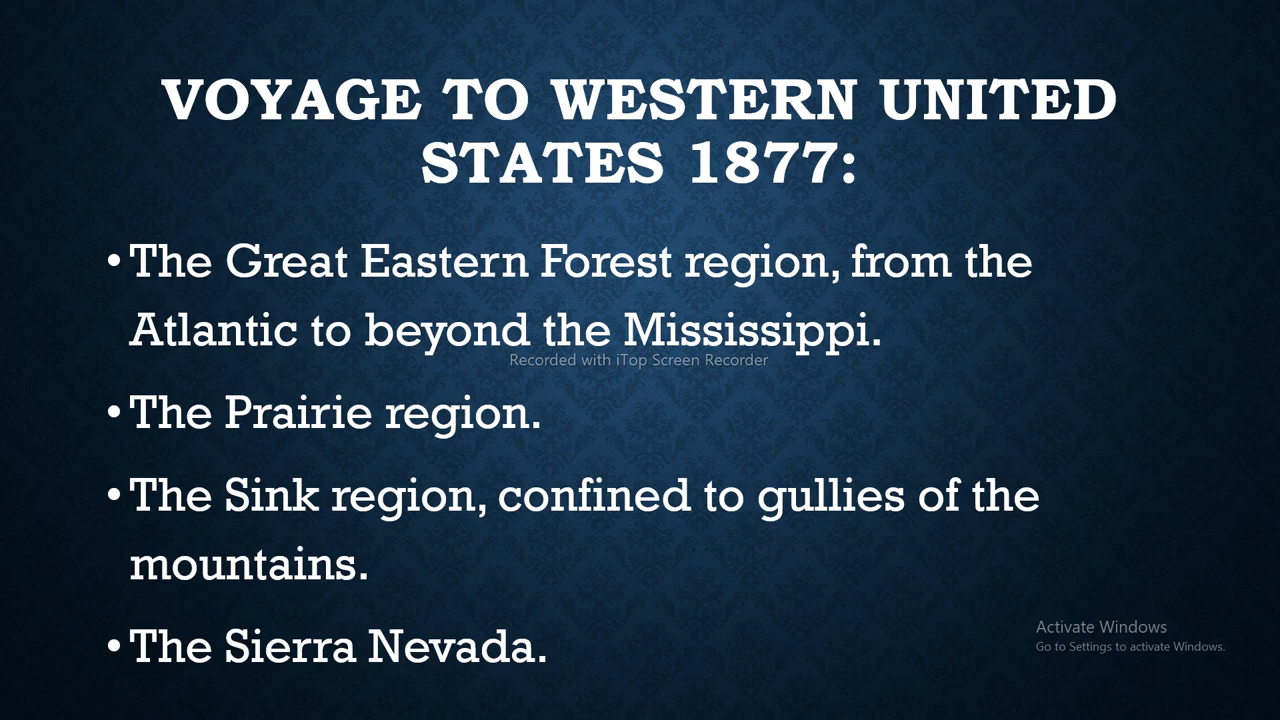 VOYAGE TO WESTERN UNITED
STATES 1877:
• The Great Eastern Forest region, from the
Atlantic to beyond the Mississippi.
Recorded with iTop Screen Recorder
• The Prairie region.
• The Sink region, confined to gullies of the
mountains.
• The Sierra Nevada.
Activate Windows
Go to Settings to activate Windows.